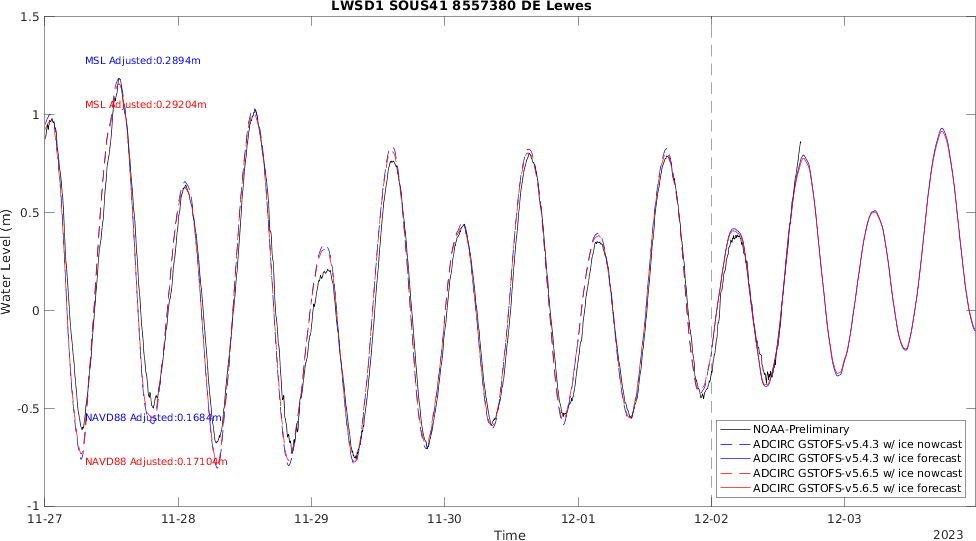 LWSD1 SOUS41 8557380 DE Lewes
1.5
1
0.5
0
-0.5
-1
Water Level (m)
MSL Adjusted:0.2894m
MSL Adjusted:0.29204m
NAVD88 Adjusted:0.1684m
NAVD88 Adjusted:0.17104m
NOAA-Preliminary
ADCIRC GSTOFS-v5.4.3 w/ ice nowcast
ADCIRC GSTOFS-v5.4.3 w/ ice forecast
ADCIRC GSTOFS-v5.6.5 w/ ice nowcast
ADCIRC GSTOFS-v5.6.5 w/ ice forecast
11-27 11-28 11-29 11-30 12-01 12-02 12-03
Time
2023